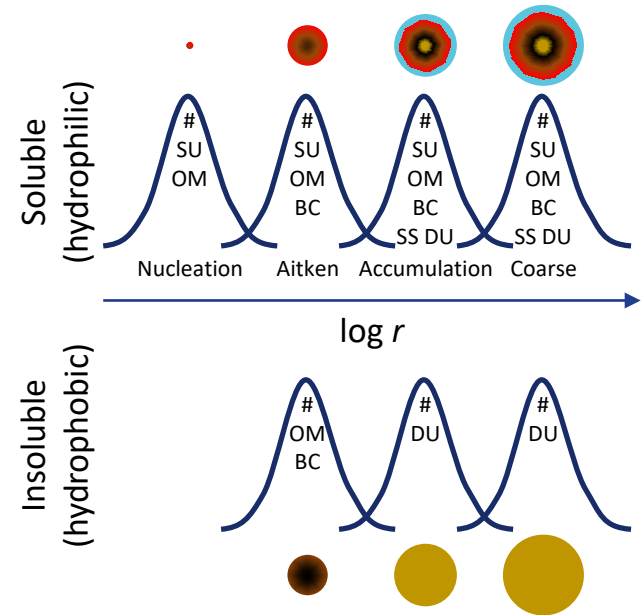 Soluble
(hydrophilic)
#
SU
OM
#
SU
OM
BC
#
SU
OM
BC
SS DU
#
SU
OM
BC
SS DU
Nucleation
Aitken
Accumulation
Coarse
log r
Insoluble
(hydrophobic)
#
OM
BC
#
DU
#
DU